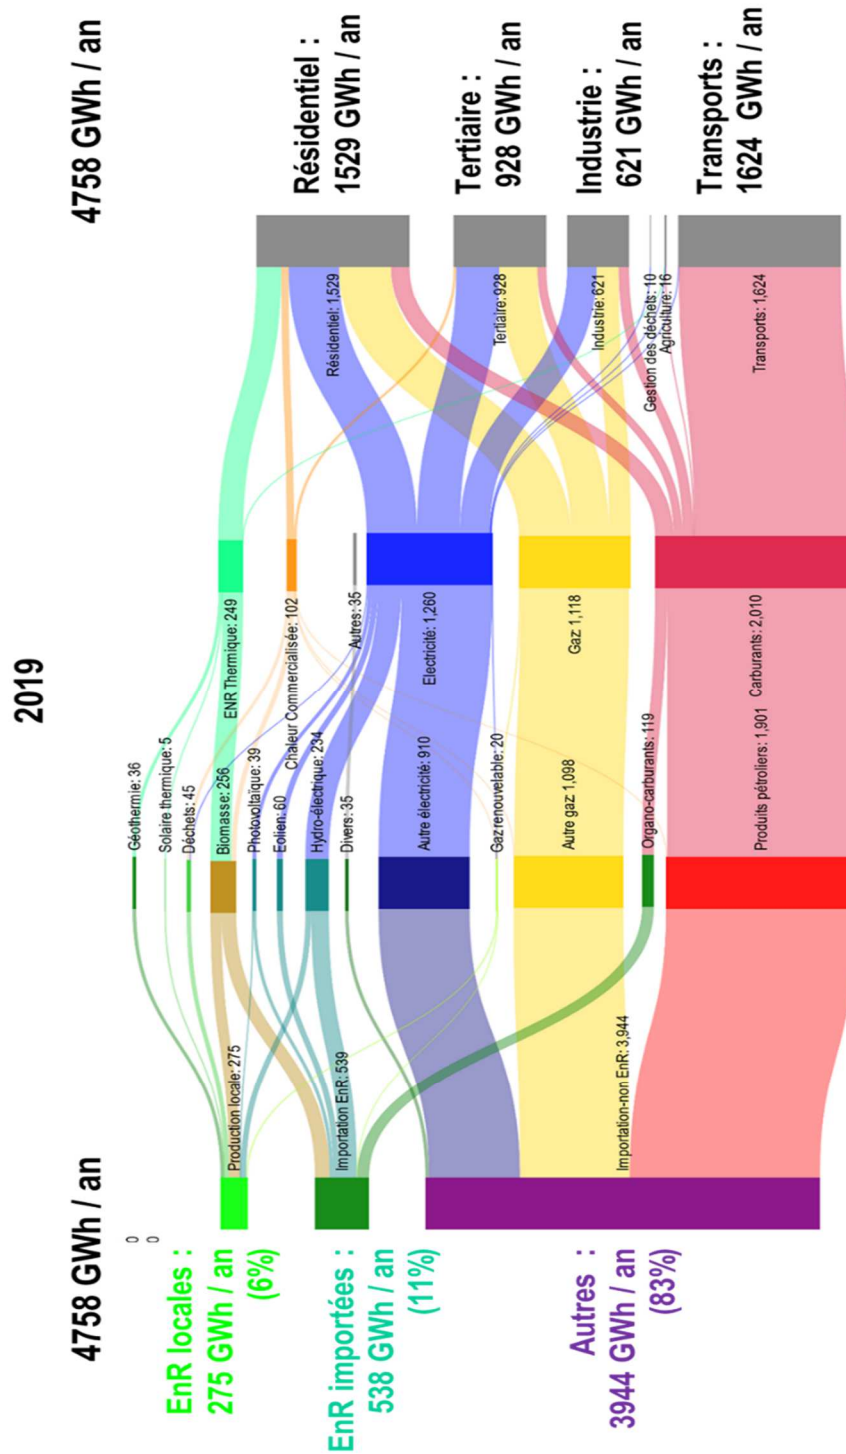 2019
4758 GWh / an
4758 GWh / an
0
0
EnR locales :
275 GWh / an
(6%)
EnR importées :
538 GWh / an
(11%)
Autres :
3944 GWh / an
(83%)
Production locale: 275
Importation EnR: 539
Importation-non EnR: 3,944
Géothermie: 36
Solaire thermique: 5
Déchets: 45
Biomasse: 256
Photovoltaïque: 39
Eolien: 60
Hydro-électrique: 234
Divers: 35
Autre électricité: 910
Gaz renouvelable: 20
Autre gaz: 1,098
Organo-carburants: 119
Produits pétroliers: 1,901
ENR Thermique: 249
Chaleur Commercialisée: 102
Autres: 35
Electricité: 1,260
Gaz: 1,118
Carburants: 2,010
Résidentiel: 1,529
Tertiaire: 928
Industrie: 621
Gestion des déchets: 10
Agriculture: 16
Transports: 1,624
Résidentiel :
1529 GWh / an
Tertiaire :
928 GWh / an
Industrie :
621 GWh / an
Transports :
1624 GWh / an